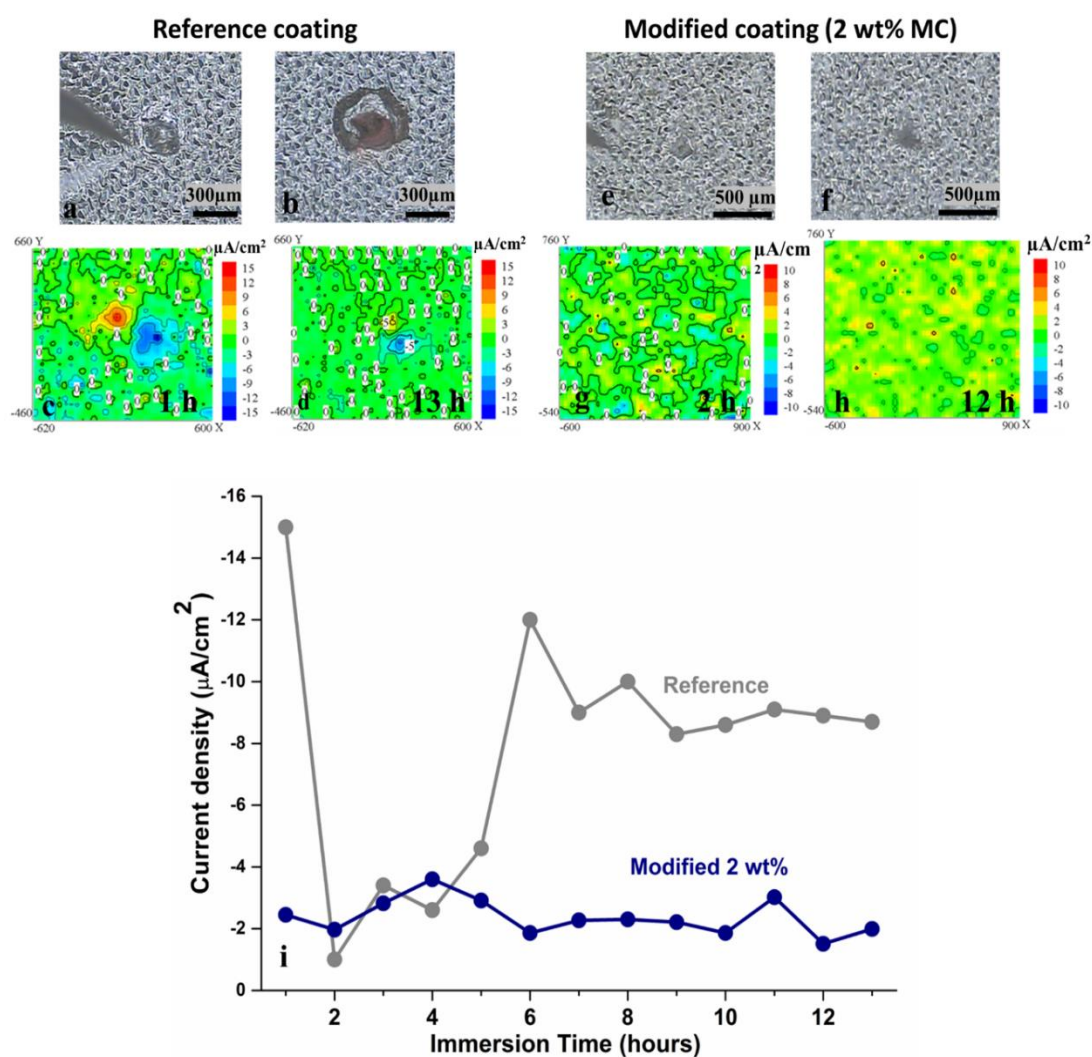 Reference coating
Modified coating (2 wt% MC)
300µm
a
300µm
b
500 µm
e
500µm
f
660 Y
µA/cm²
15
12
9
6
3
0
-3
-6
-9
-12
-15
c
1 h
-460
-620
600 X
660 Y
µA/cm²
15
12
9
6
3
0
-3
-6
-9
-12
-15
5
-5
d
13 h
-460
-620
600 X
760 Y
µA/cm
2
10
8
6
4
2
0
-2
-4
-6
-8
-10
g
2 h
-540
-600
900 X
760 Y
µA/cm²
10
8
6
4
2
0
-2
-4
-6
-8
-10
h
12 h
-540
-600
900 X
-16
-14
-12
-10
-8
-6
-4
-2
0
Current density (µA/cm²)
Reference
Modified 2 wt%
i
2 4 6 8 10 12
Immersion Time (hours)